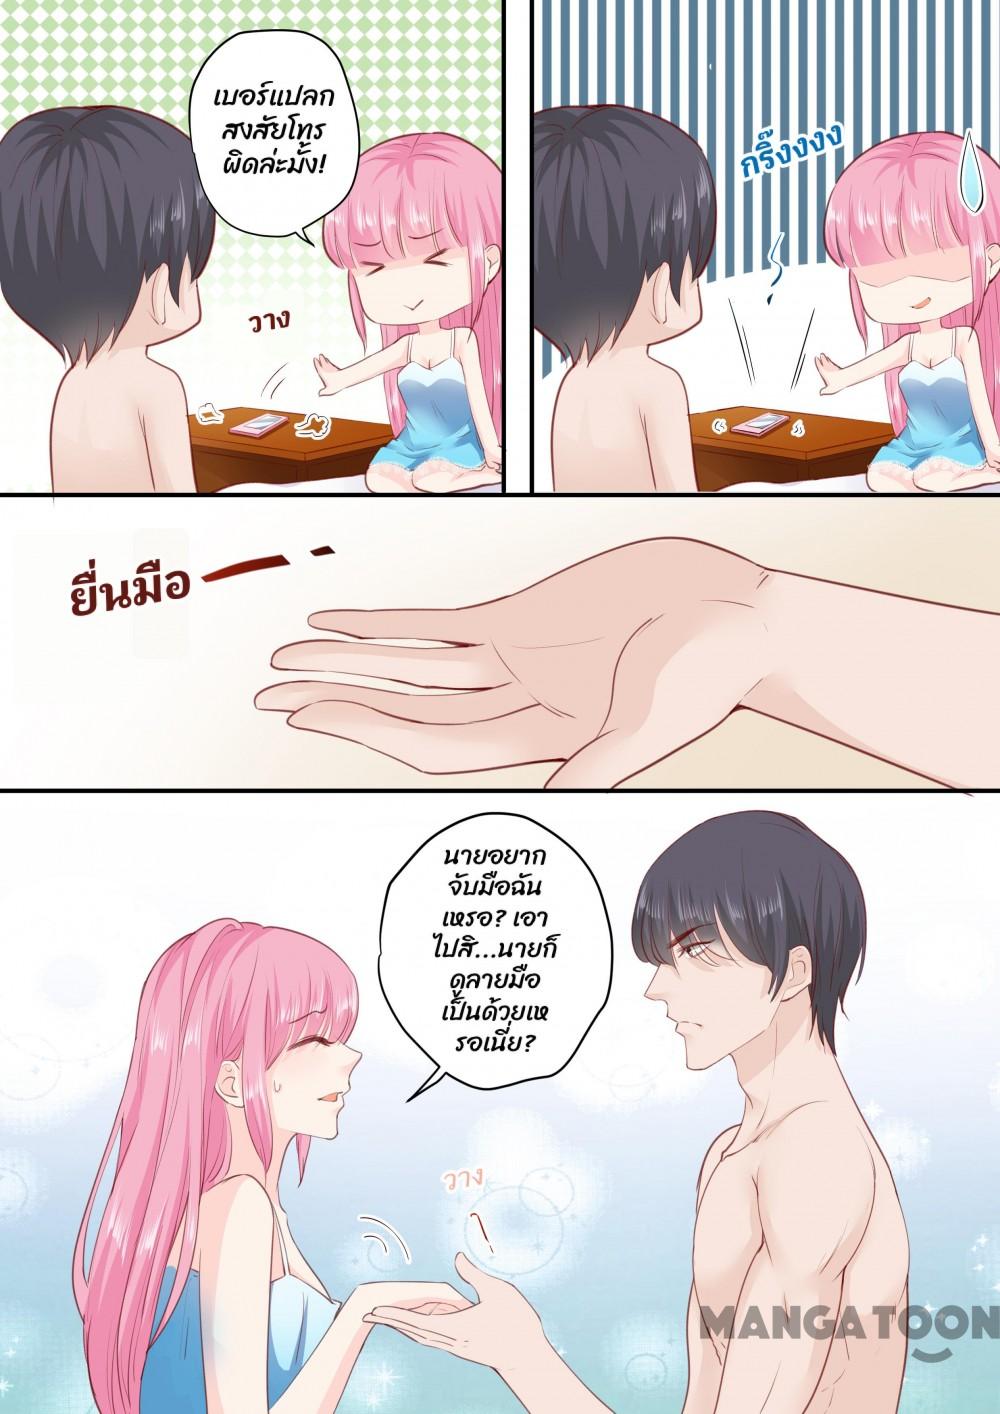 เบอร์แปลก
สงสัยโทร
ผิดล่ะมั้ง!
วาง
กริ๊งงงง
ยื่นมือ
นายอยาก
จับมือฉัน
เหรอ? เอา
ไปสิ...นายก็
ดูลายมือ
เป็นด้วยเห
รอเนี่ย?
วาง
MANGATOON